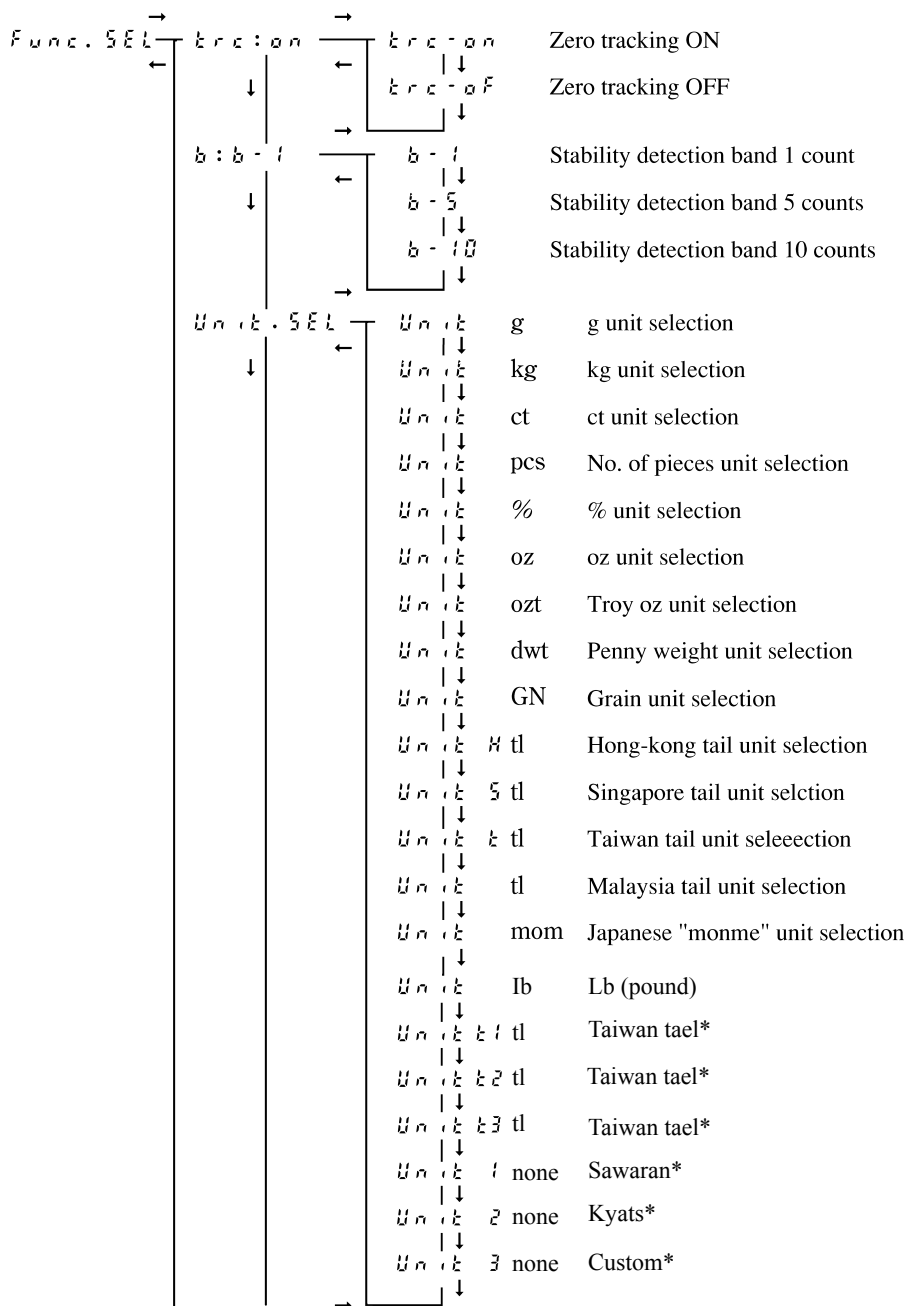 Func.SEL trc:on trc-on Zero tracking ON
trc-oF Zero tracking OFF
b:b-1 b-1 Stability detection band 1 count
b-5 Stability detection band 5 counts
b-10 Stability detection band 10 counts
Unit.SEL Unit g g unit selection
Unit kg kg unit selection
Unit ct ct unit selection
Unit pcs No. of pieces unit selection
Unit % % unit selection
Unit oz oz unit selection
Unit ozt Troy oz unit selection
Unit dwt Penny weight unit selection
Unit GN Grain unit selection
Unit H tl Hong-kong tail unit selection
Unit S tl Singapore tail unit selction
Unit t tl Taiwan tail unit seleeection
Unit tl Malaysia tail unit selection
Unit mom Japanese "monme" unit selection
Unit Ib Lb (pound)
Unit t1 tl Taiwan tael*
Unit t2 tl Taiwan tael*
Unit t3 tl Taiwan tael*
Unit 1 none Sawaran*
Unit 2 none Kyats*
Unit 3 none Custom*